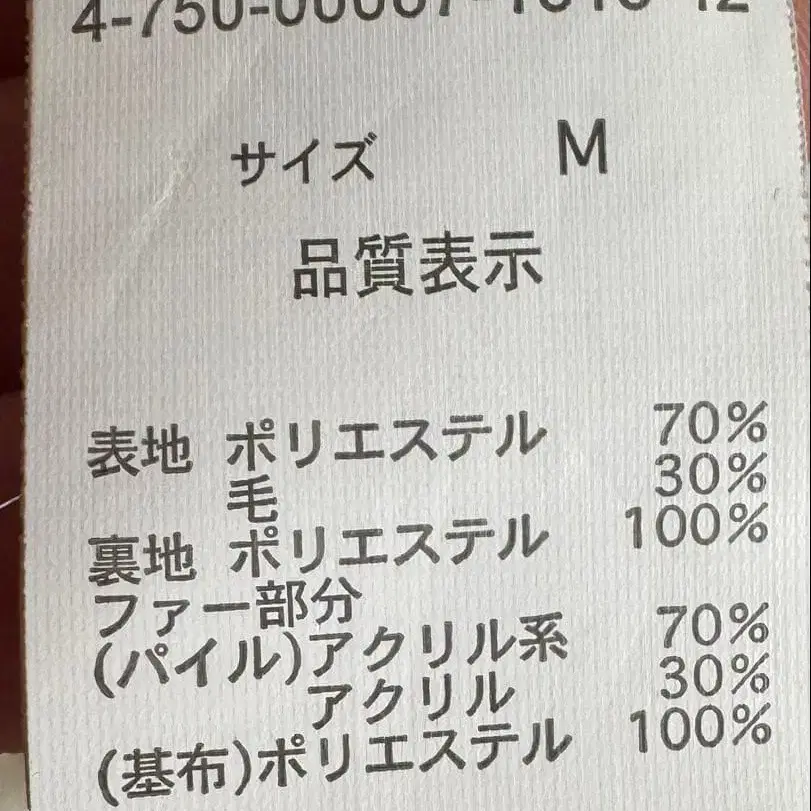 サイズ M
品質表示
表地 ポリエステル 70%
毛 30%
裏地 ポリエステル 100%
ファー部分
(パイル)アクリル系 70%
アクリル 30%
(基布)ポリエステル 100%